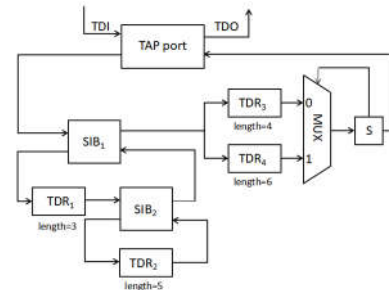 TDI TDO
TAP port
TDR₃ 0
length=4
SIB₁ MUX S
TDR₄ 1
length=6
TDR₁ SIB₂
length=3
TDR₂
length=5